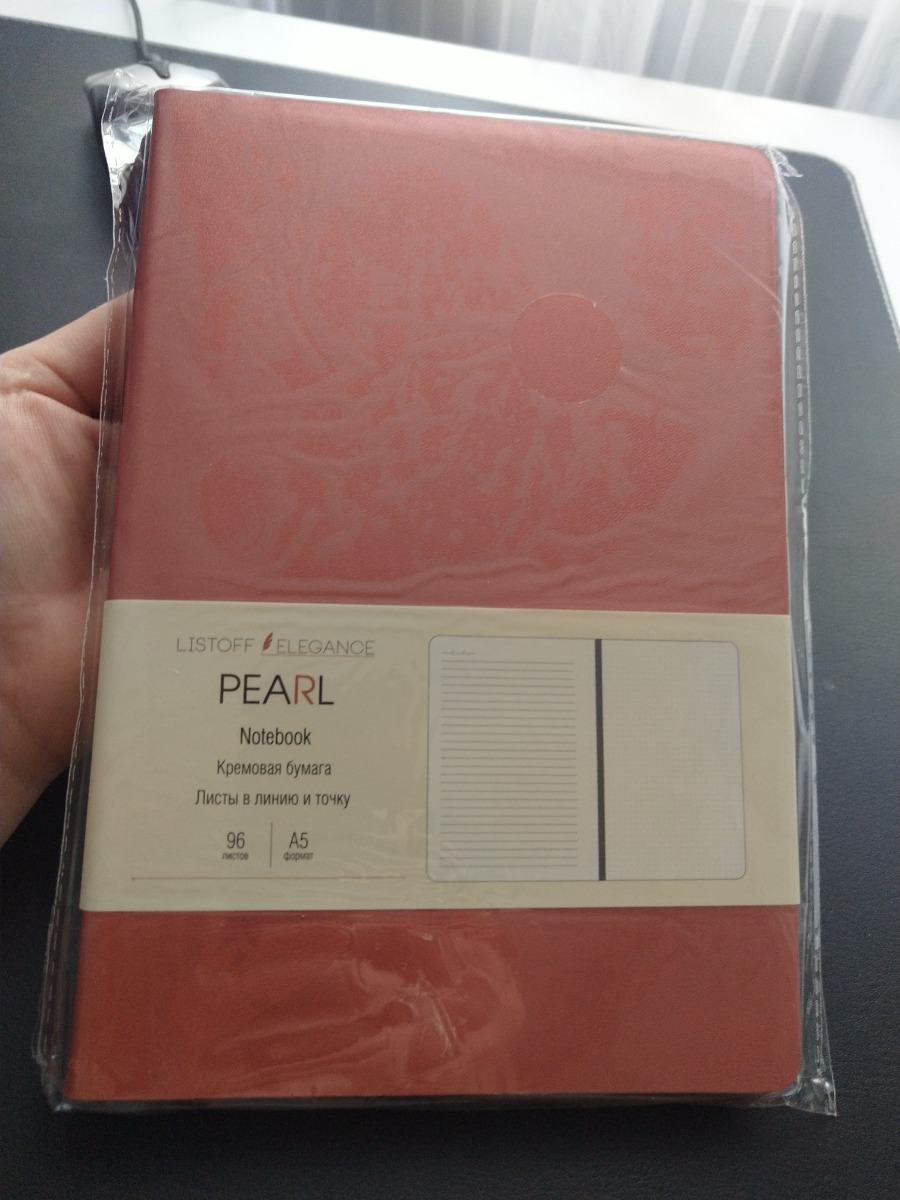 LISTOFF ELEGANCE
PEARL
Notebook
Кремовая бумага
Листы в линию и точку
96 A5
листов формат